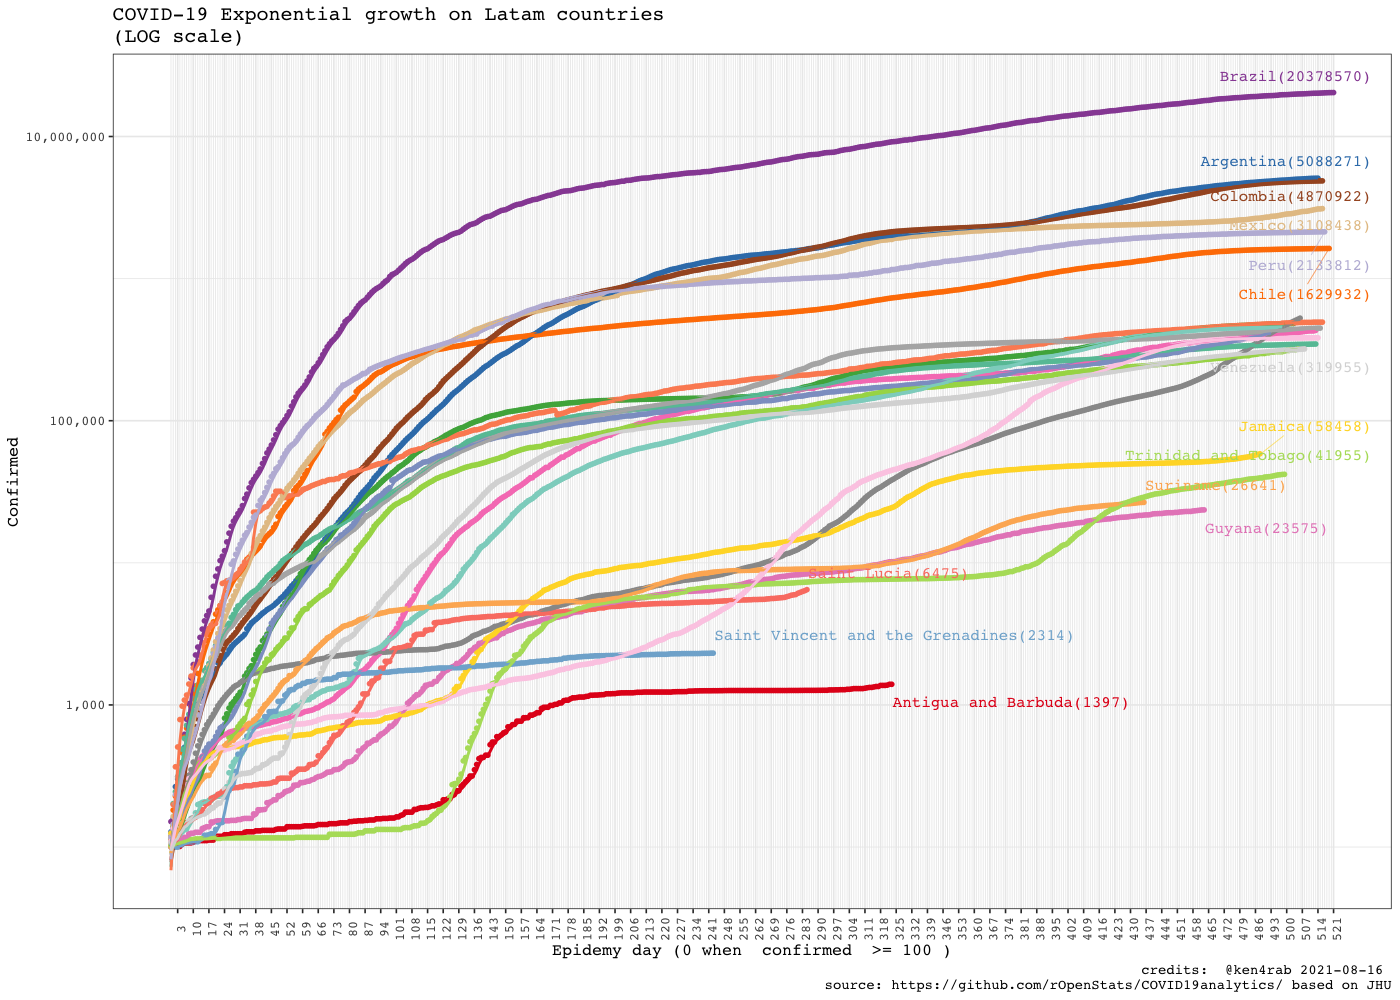 COVID-19 Exponential growth on Latam countries
(LOG scale)
Brazil(20378570)
10,000,000
Argentina(5088271)
Colombia(4870922)
Mexico(3108438)
Peru(2133812)
Chile(1629932)
Venezuela(319955)
100,000
Jamaica(58458)
Trinidad and Tobago(41955)
Suriname(26641)
Guyana(23575)
Saint Lucia(6475)
Saint Vincent and the Grenadines(2314)
1,000
Antigua and Barbuda(1397)
Confirmed
3 10 17 24 31 38 45 52 59 66 73 80 87 94 101 108 115 122 129 136 143 150 157 164 171 178 185 192 199 206 213 220 227 234 241 248 255 262 269 276 283 290 297 304 311 318 325 332 339 346 353 360 367 374 381 388 395 402 409 416 423 430 437 444 451 458 465 472 479 486 493 500 507 514 521
Epidemy day (0 when  confirmed  >= 100 )
credits:  @ken4rab 2021-08-16
source: https://github.com/rOpenStats/COVID19analytics/ based on JHU